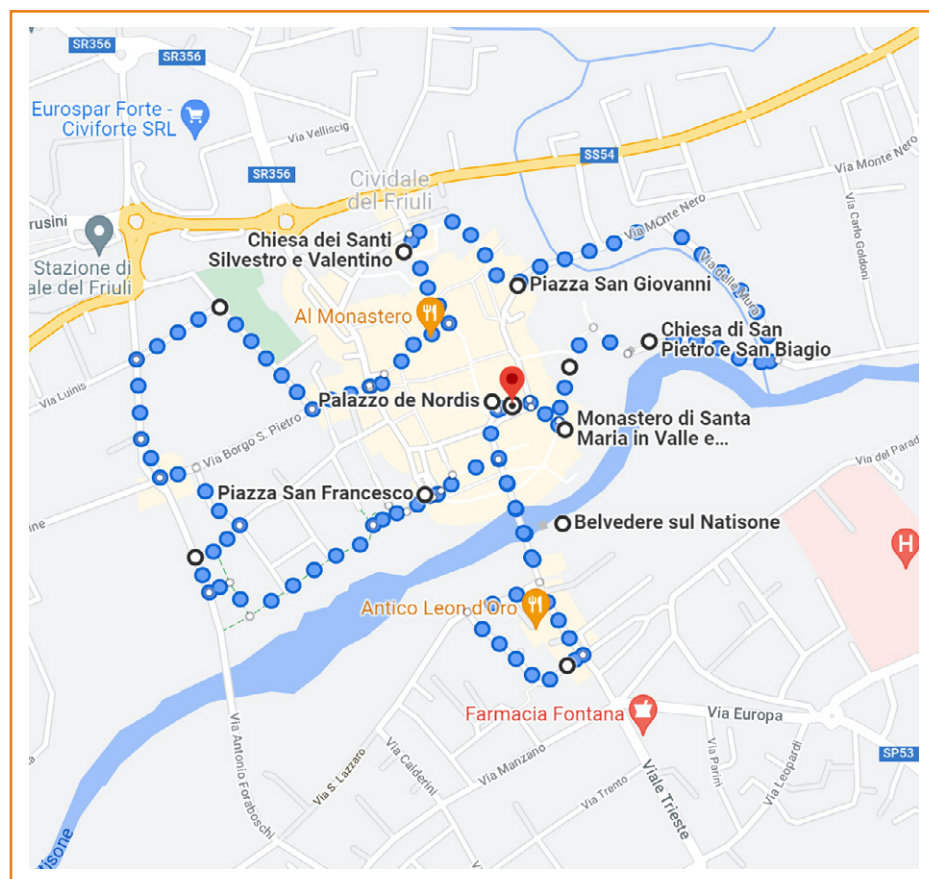 SR356
SR356
Eurospar Forte -
Civiforte SRL
Via Velliscig
SS54
Via Monte Nero
SR356
Cividale
del Friuli
rusini
Via Monte Nero
Via Carlo Goldoni
Chiesa dei Santi
Silvestro e Valentino
Stazione di
ale del Friuli
Via delle Mura
Piazza San Giovanni
Al Monastero
Chiesa di San
Pietro e San Biagio
Via Luinis
Palazzo de Nordis
Via Borgo S. Pietro
Monastero di Santa
Maria in Valle e...
Via del Parad
Piazza San Francesco
ine
Belvedere sul Natisone
H
Antico Leon d'Oro
Farmacia Fontana
Via Europa
Via Antonio Foraboschi
Via S. Lazzaro
Via Calderini
Via Manzano
Via Trento
Viale Trieste
Via Parini
Via Leopardi
SP53
tisone